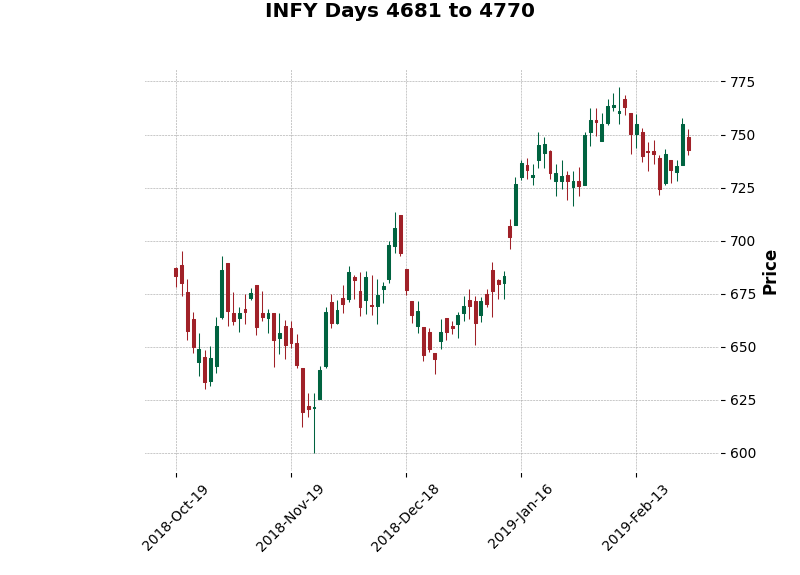 INFY Days 4681 to 4770
775
750
725
700
675
650
625
600
Price
2018-Oct-19
2018-Nov-19
2018-Dec-18
2019-Jan-16
2019-Feb-13